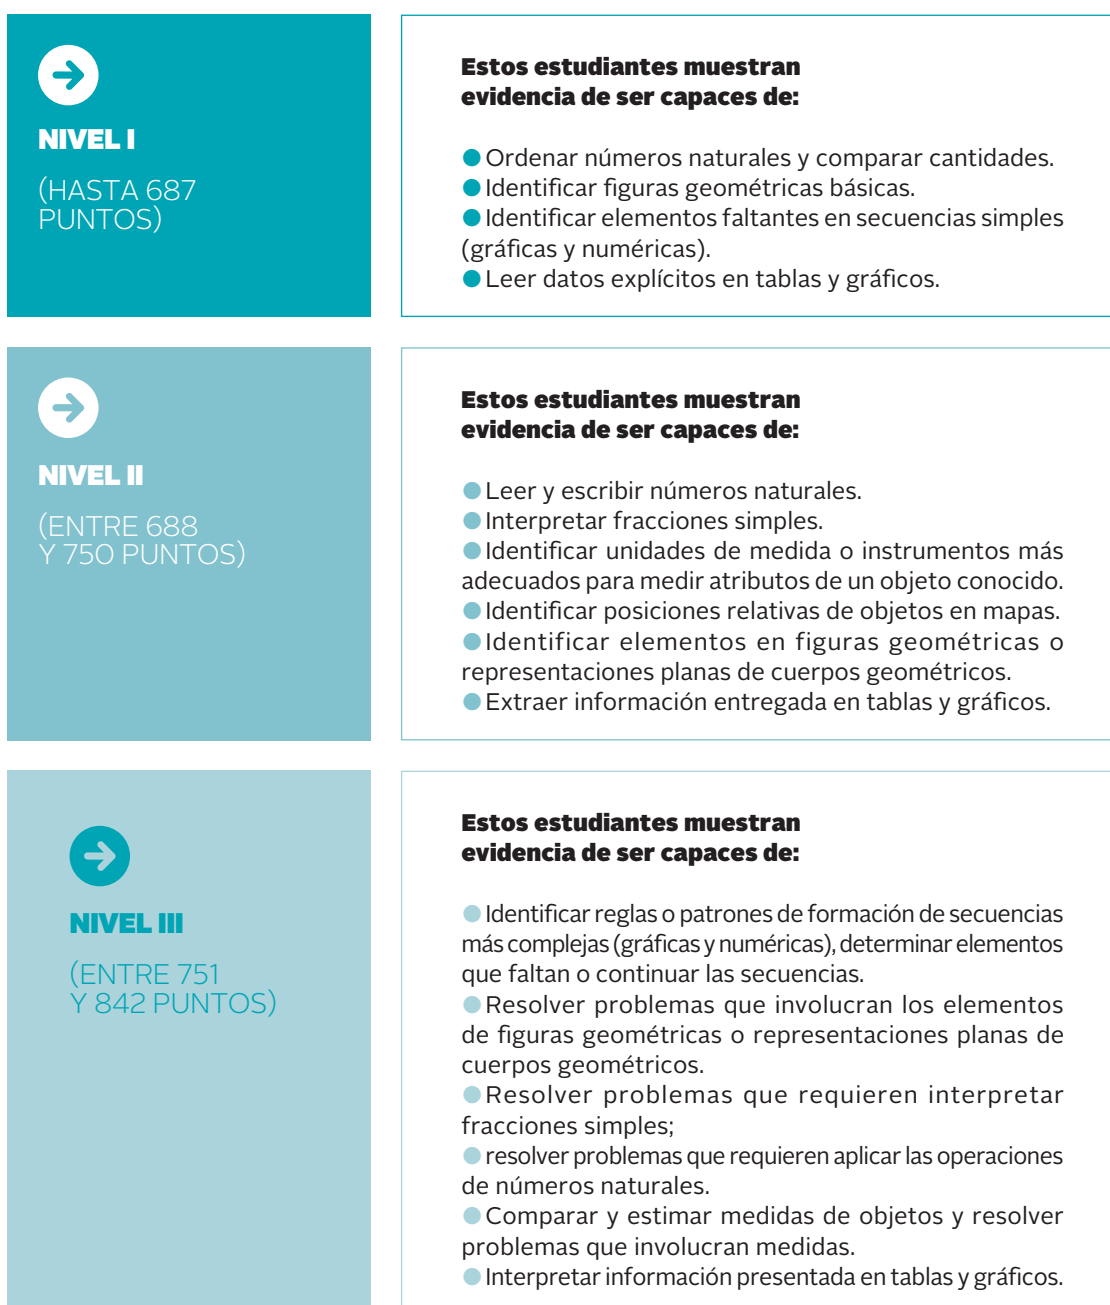 NIVEL I
(HASTA 687
PUNTOS)
Estos estudiantes muestran
evidencia de ser capaces de:
● Ordenar números naturales y comparar cantidades.
● Identificar figuras geométricas básicas.
● Identificar elementos faltantes en secuencias simples
(gráficas y numéricas).
● Leer datos explícitos en tablas y gráficos.
NIVEL II
(ENTRE 688
Y 750 PUNTOS)
Estos estudiantes muestran
evidencia de ser capaces de:
● Leer y escribir números naturales.
● Interpretar fracciones simples.
● Identificar unidades de medida o instrumentos más
adecuados para medir atributos de un objeto conocido.
● Identificar posiciones relativas de objetos en mapas.
● Identificar elementos en figuras geométricas o
representaciones planas de cuerpos geométricos.
● Extraer información entregada en tablas y gráficos.
NIVEL III
(ENTRE 751
Y 842 PUNTOS)
Estos estudiantes muestran
evidencia de ser capaces de:
● Identificar reglas o patrones de formación de secuencias
más complejas (gráficas y numéricas), determinar elementos
que faltan o continuar las secuencias.
● Resolver problemas que involucran los elementos
de figuras geométricas o representaciones planas de
cuerpos geométricos.
● Resolver problemas que requieren interpretar
fracciones simples;
● resolver problemas que requieren aplicar las operaciones
de números naturales.
● Comparar y estimar medidas de objetos y resolver
problemas que involucran medidas.
● Interpretar información presentada en tablas y gráficos.